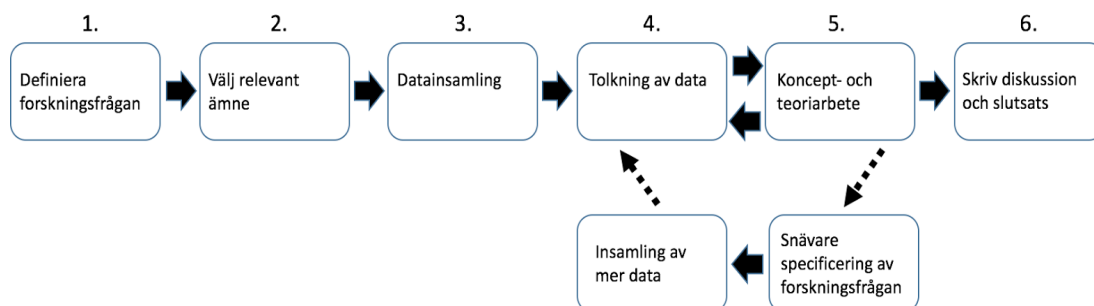 1.
2.
3.
4.
5.
6.
Definiera
forskningsfrågan
Välj relevant
ämne
Datainsamling
Tolkning av data
Koncept- och
teoriarbete
Skriv diskussion
och slutsats
Insamling av
mer data
Snävare
specificering av
forskningsfrågan